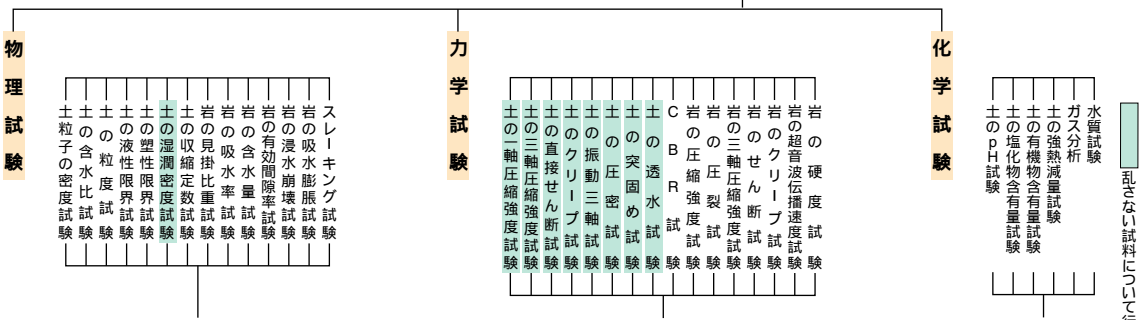 物理試験
土粒子の密度試験
土の含水比試験
土の粒度試験
土の液性限界試験
土の塑性限界試験
土の湿潤密度試験
土の収縮定数試験
岩の見掛比重試験
岩の吸水率試験
岩の含水量試験
岩の有効間隙率試験
岩の浸水崩壊試験
岩の吸水膨脹試験
スレーキング試験
力学試験
土の一軸圧縮強度試験
土の三軸圧縮強度試験
土の直接せん断試験
土のクリープ試験
土の振動三軸試験
土の圧密試験
土の突固め試験
土の透水試験
CBR試験
岩の圧縮強度試験
岩の圧裂試験
岩の三軸圧縮強度試験
岩のせん断試験
岩のクリープ試験
岩の超音波伝播速度試験
岩の硬度試験
化学試験
土のpH試験
土の塩化物含有量試験
土の有機物含有量試験
土の強熱減量試験
ガス分析
水質試験
乱さない試料について行